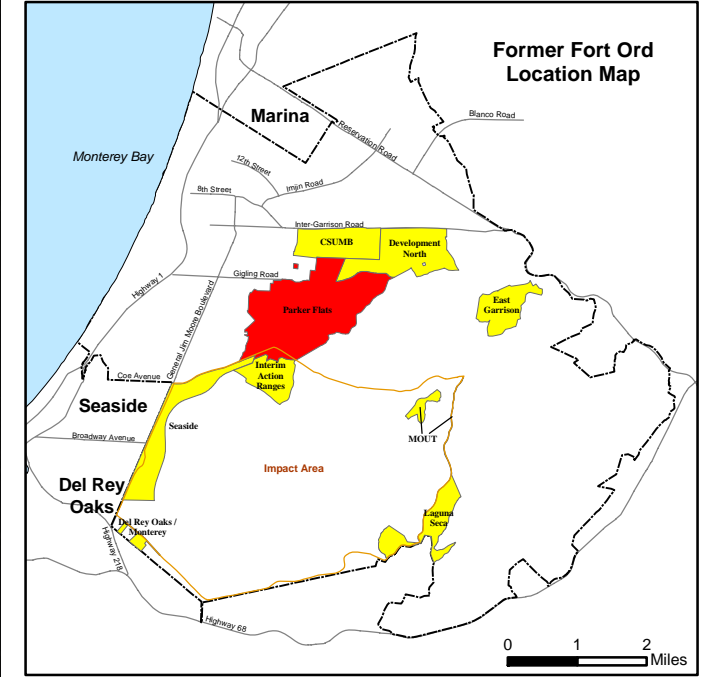 Former Fort Ord
Location Map
Marina
Blanco Road
Reservation Road
Monterey Bay
12th Street
Imjin Road
8th Street
Inter-Garrison Road
CSUMB
Development
North
Gigling Road
Highway 1
East
Garrison
Parker Flats
General Jim Moore Boulevard
Interim
Action
Ranges
Coe Avenue
Seaside
Seaside
Broadway Avenue
MOUT
Impact Area
Del Rey
Oaks
Laguna
Seca
Del Rey Oaks /
Monterey
Highway 218
Highway 68
0 1 2
Miles